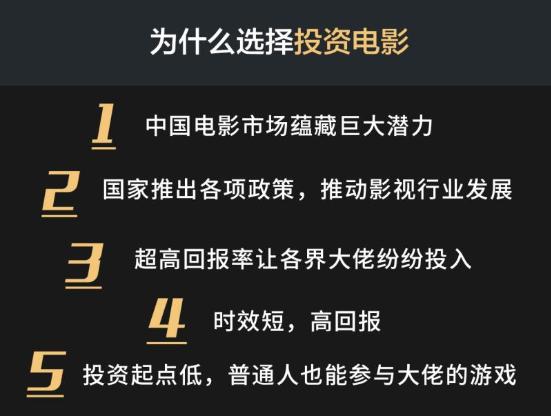 为什么选择投资电影
1 中国电影市场蕴藏巨大潜力
2 国家推出各项政策，推动影视行业发展
3 超高回报率让各界大佬纷纷投入
4 时效短，高回报
5 投资起点低，普通人也能参与大佬的游戏